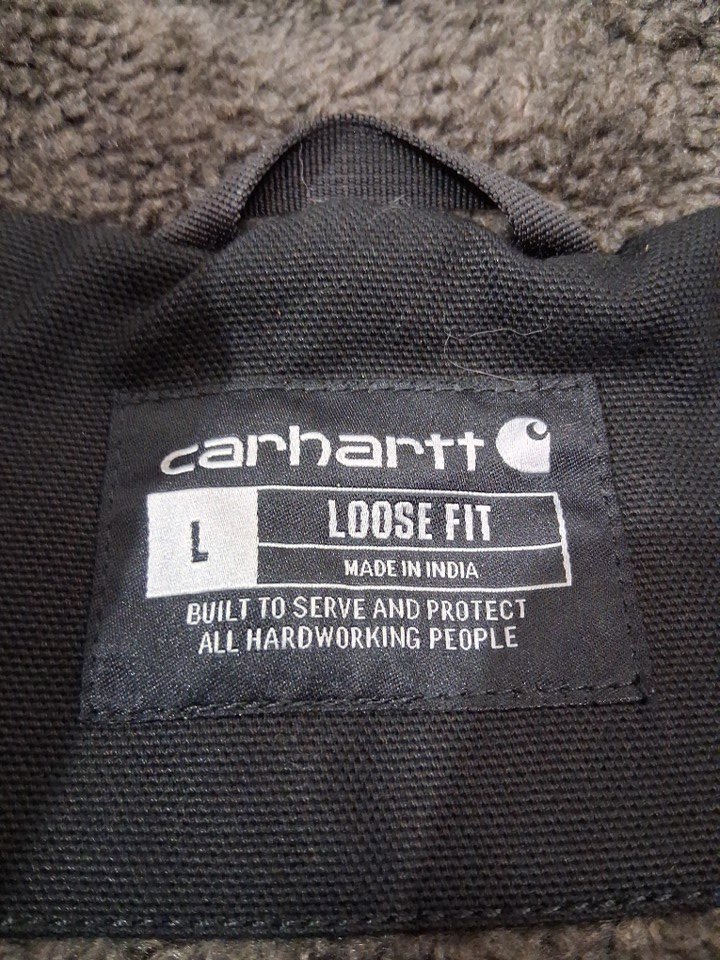 carhartt
L
LOOSE FIT
MADE IN INDIA
BUILT TO SERVE AND PROTECT
ALL HARDWORKING PEOPLE